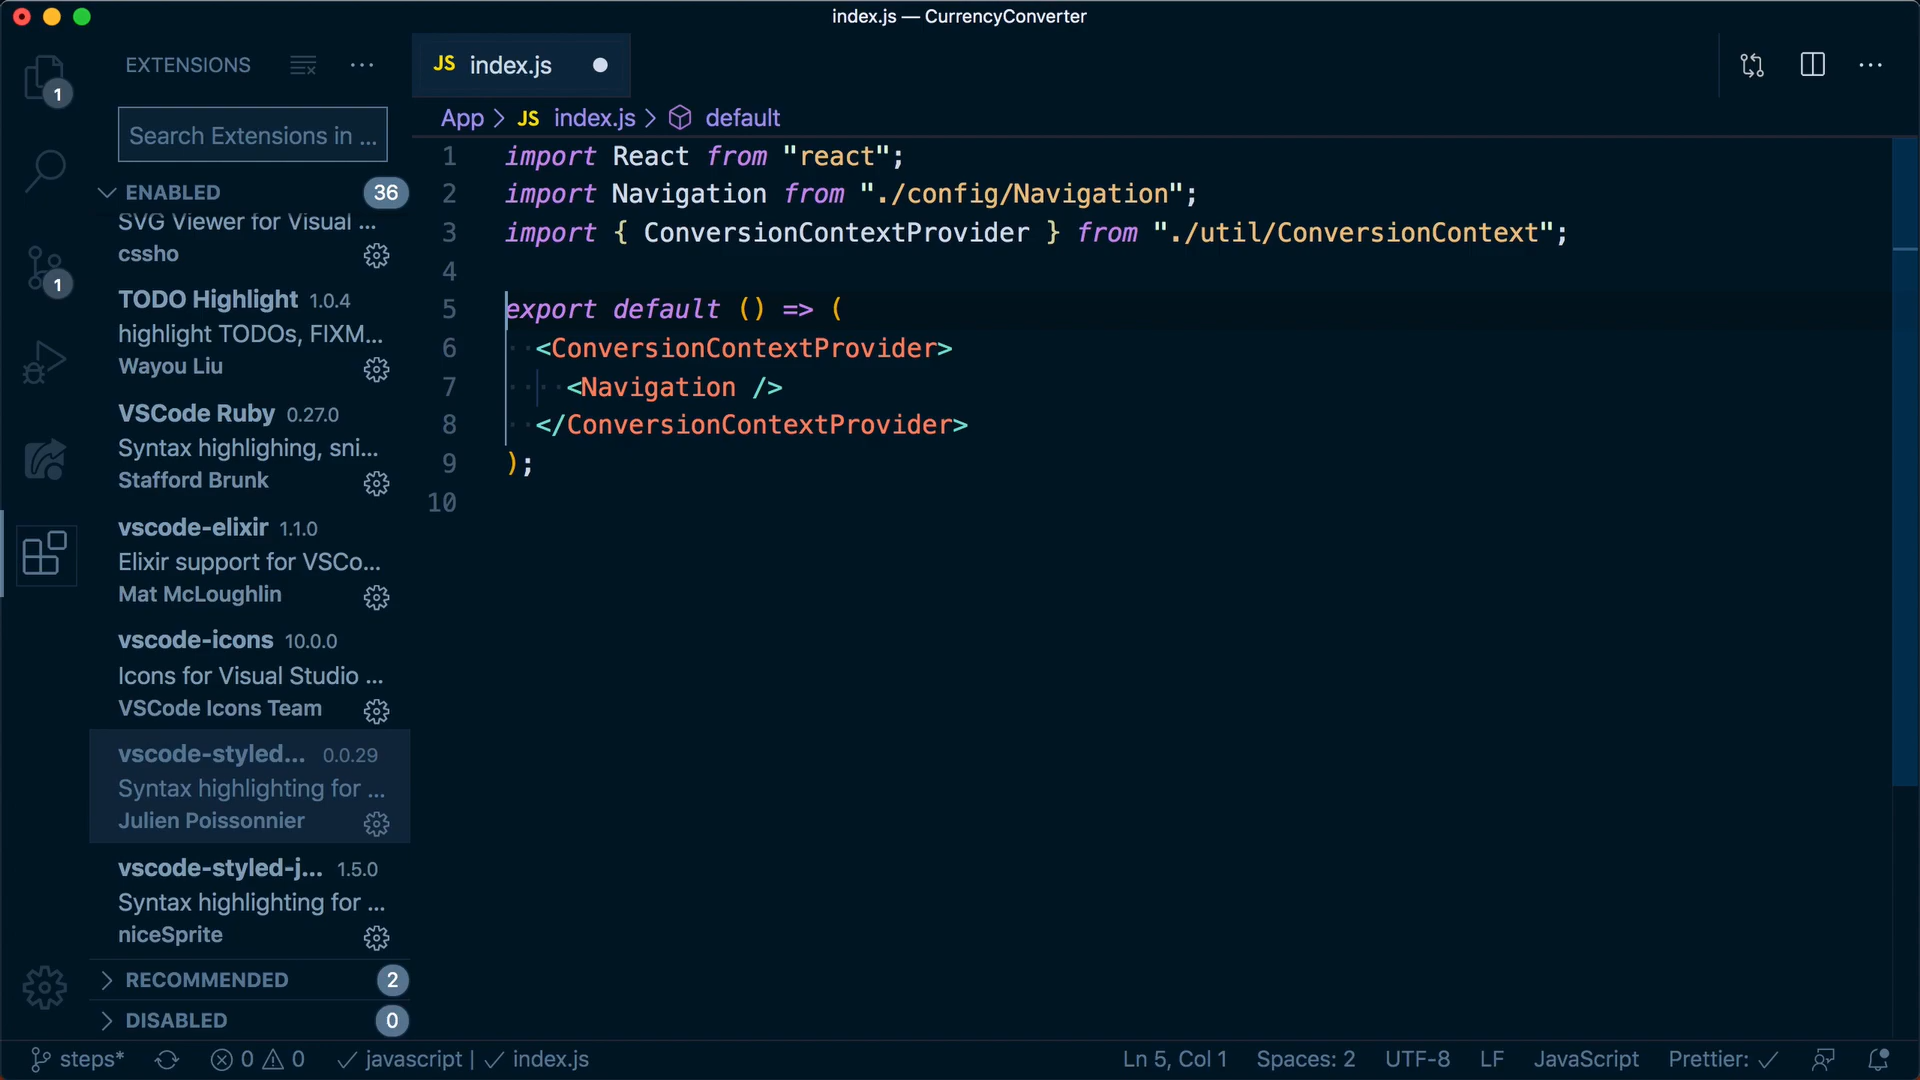 index.js — CurrencyConverter
EXTENSIONS
1
Search Extensions in ...
ENABLED 36
SVG Viewer for Visual ...
cssho
TODO Highlight 1.0.4
highlight TODOs, FIXM...
Wayou Liu
VSCode Ruby 0.27.0
Syntax highlighing, sni...
Stafford Brunk
vscode-elixir 1.1.0
Elixir support for VSCo...
Mat McLoughlin
vscode-icons 10.0.0
Icons for Visual Studio ...
VSCode Icons Team
vscode-styled... 0.0.29
Syntax highlighting for ...
Julien Poissonnier
vscode-styled-j... 1.5.0
Syntax highlighting for ...
niceSprite
RECOMMENDED 2
DISABLED 0
1
JS index.js
App > JS index.js > default
1 import React from "react";
2 import Navigation from "./config/Navigation";
3 import { ConversionContextProvider } from "./util/ConversionContext";
4
5 export default () => (
6 <ConversionContextProvider>
7 <Navigation />
8 </ConversionContextProvider>
9 );
10
steps* 0 0 javascript | index.js Ln 5, Col 1 Spaces: 2 UTF-8 LF JavaScript Prettier: